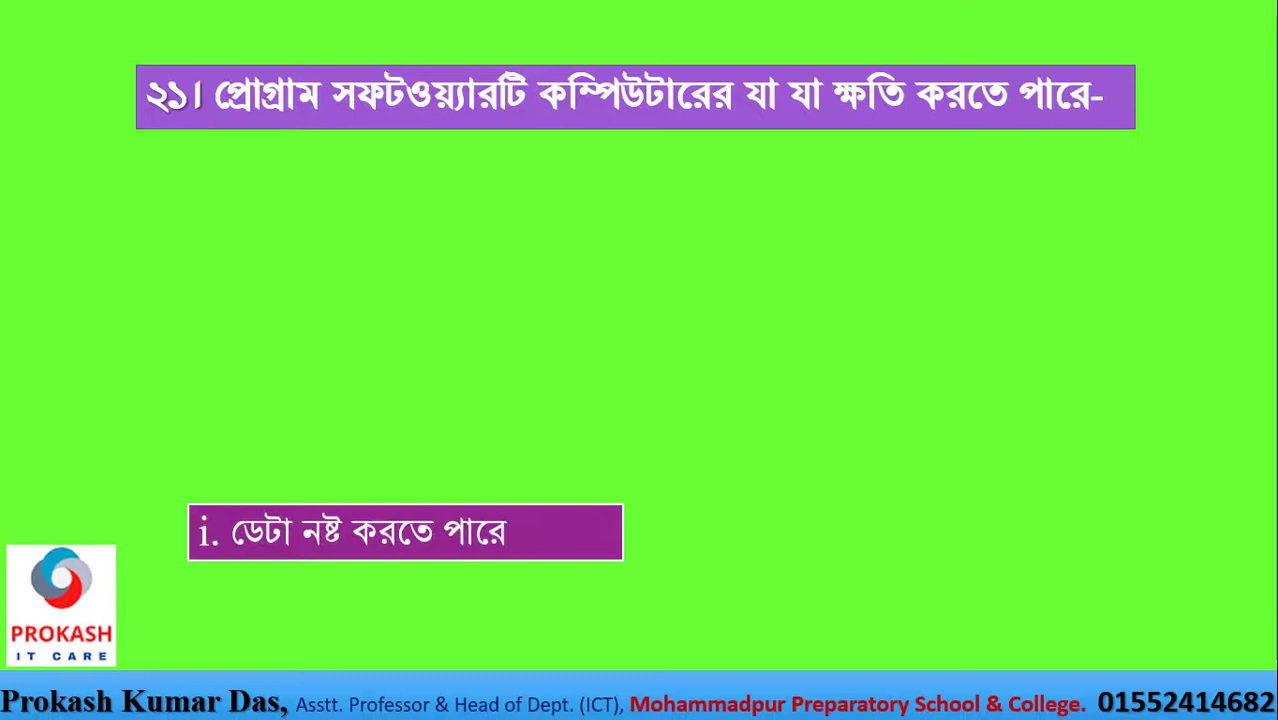 ২১। প্রোগ্রাম সফটওয়্যারটি কম্পিউটারের যা যা ক্ষতি করতে পারে-
i. ডেটা নষ্ট করতে পারে
PROKASH
IT CARE
Prokash Kumar Das, Asstt. Professor & Head of Dept. (ICT), Mohammadpur Preparatory School & College. 01552414682